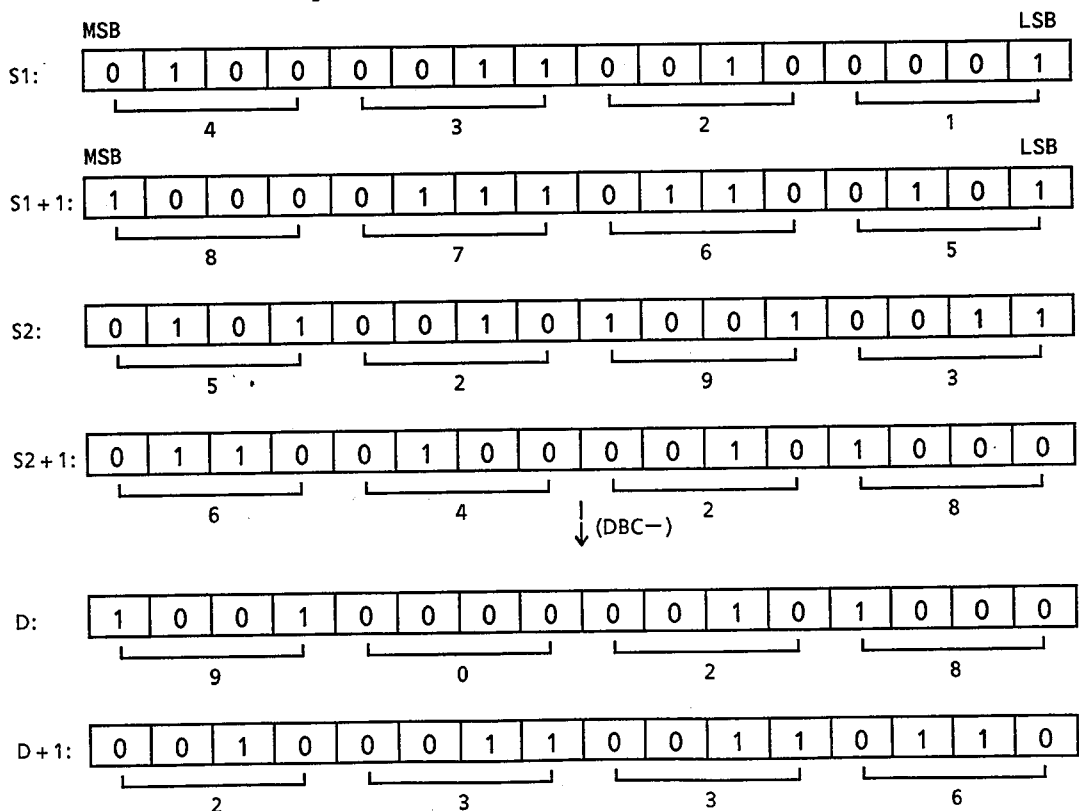 MSB LSB
S1: 0 1 0 0 0 0 1 1 0 0 1 0 0 0 0 1
4 3 2 1
MSB LSB
S1+1: 1 0 0 0 0 1 1 1 0 1 1 0 0 1 0 1
8 7 6 5
S2: 0 1 0 1 0 0 1 0 1 0 0 1 0 0 1 1
5 2 9 3
S2+1: 0 1 1 0 0 1 0 0 0 0 1 0 1 0 0 0
6 4 2 8
(DBC−)
D: 1 0 0 1 0 0 0 0 0 0 1 0 1 0 0 0
9 0 2 8
D+1: 0 0 1 0 0 0 1 1 0 0 1 1 0 1 1 0
2 3 3 6